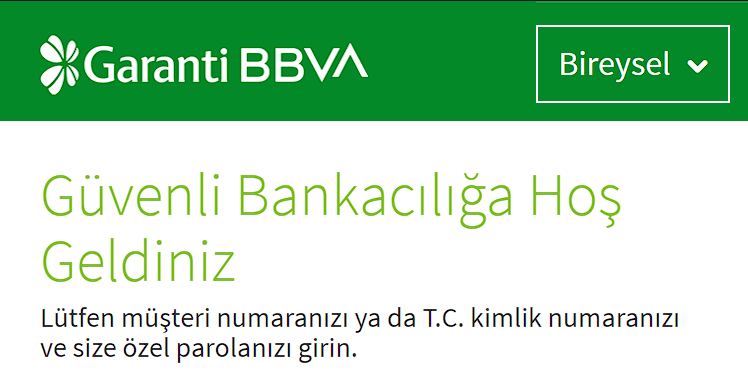 Garanti BBVA
Bireysel
Güvenli Bankacılığa Hoş
Geldiniz
Lütfen müşteri numaranızı ya da T.C. kimlik numaranızı
ve size özel parolanızı girin.